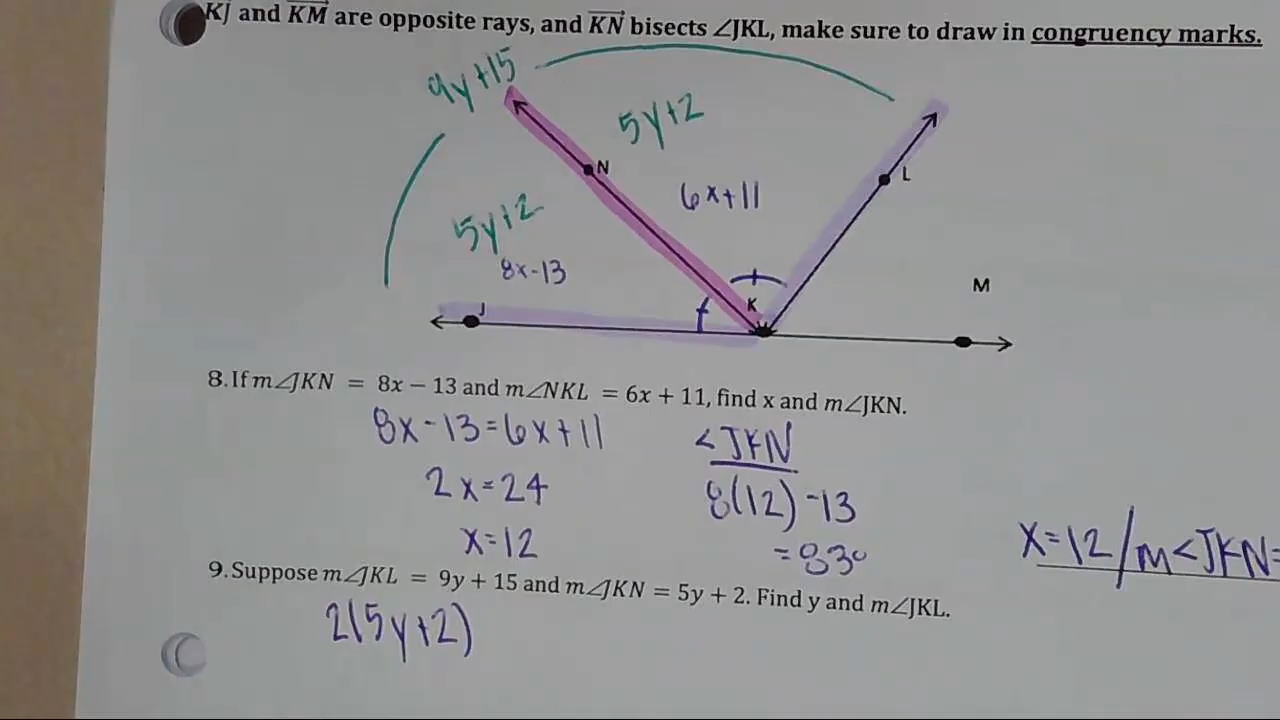 KJ and KM are opposite rays, and KN bisects ∠JKL, make sure to draw in congruency marks.
9y+15
5y+2
N
L
6x+11
5y+2
8x-13
M
J
K
8. If m∠JKN = 8x − 13 and m∠NKL = 6x + 11, find x and m∠JKN.
8x-13=6x+11
<JKN
2x=24
8(12)-13
x=12
=83°
x=12/m<JKN=
9. Suppose m∠JKL = 9y + 15 and m∠JKN = 5y + 2. Find y and m∠JKL.
2(5y+2)